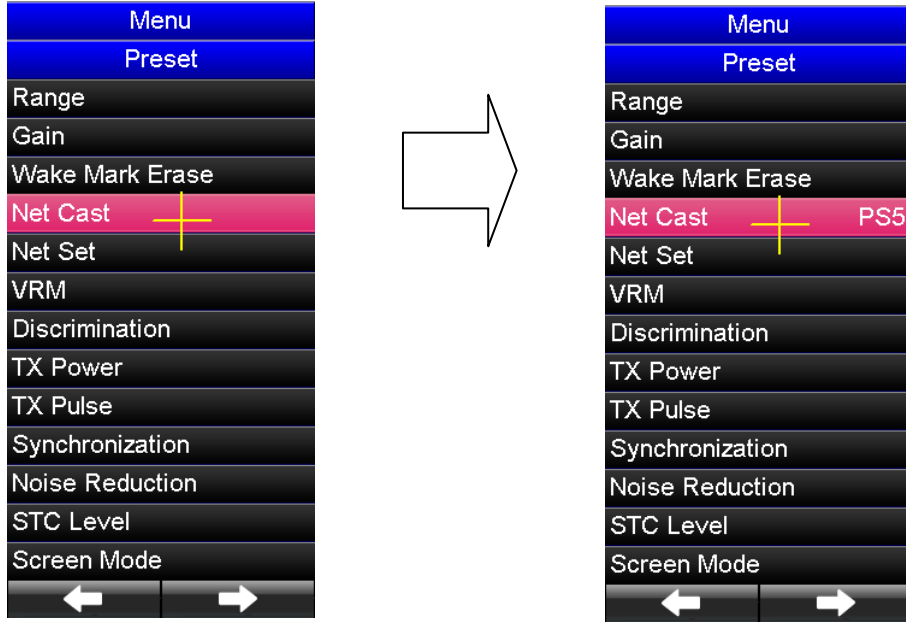 Menu
Preset
Range
Gain
Wake Mark Erase
Net Cast
Net Set
VRM
Discrimination
TX Power
TX Pulse
Synchronization
Noise Reduction
STC Level
Screen Mode
Menu
Preset
Range
Gain
Wake Mark Erase
Net Cast PS5
Net Set
VRM
Discrimination
TX Power
TX Pulse
Synchronization
Noise Reduction
STC Level
Screen Mode